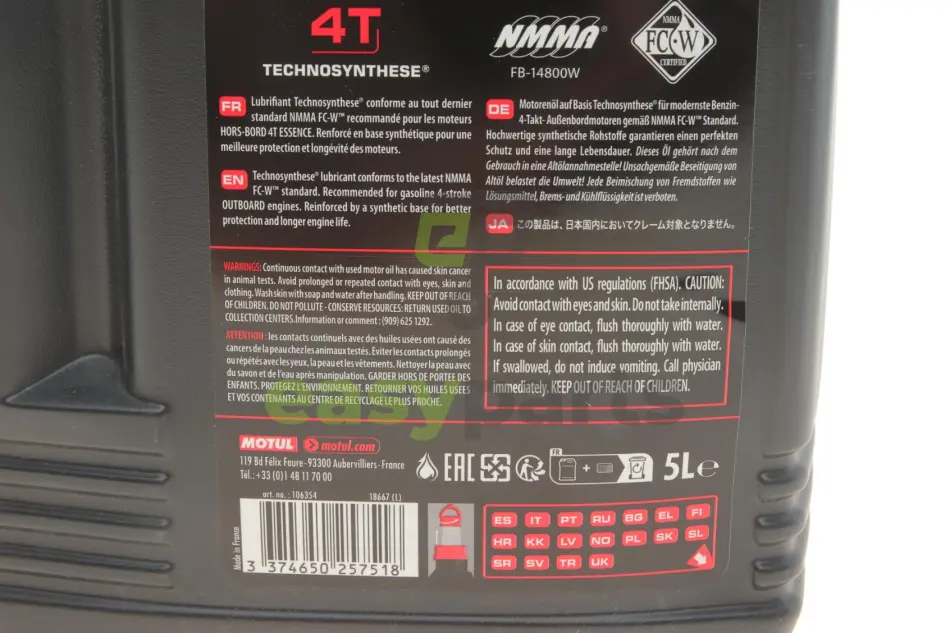 4T
TECHNOSYNTHESE®
NMMA®
FB-14800W
NMMA
FC-W
CERTIFIED
FR Lubrifiant Technosynthese® conforme au tout dernier
standard NMMA FC-W™ recommandé pour les moteurs
HORS-BORD 4T ESSENCE. Renforcé en base synthétique pour une
meilleure protection et longévité des moteurs.
EN Technosynthese® lubricant conforms to the latest NMMA
FC-W™ standard. Recommended for gasoline 4-stroke
OUTBOARD engines. Reinforced by a synthetic base for better
protection and longer engine life.
DE Motorenöl auf Basis Technosynthese® für modernste Benzin-
4-Takt- Außenbordmotoren gemäß NMMA FC-W™ Standard.
Hochwertige synthetische Rohstoffe garantieren einen perfekten
Schutz und eine lange Lebensdauer. Dieses Öl gehört nach dem
Gebrauch in eine Altölannahmestelle! Unsachgemäße Beseitigung von
Altöl belastet die Umwelt! Jede Beimischung von Fremdstoffen wie
Lösungsmittel, Brems- und Kühlflüssigkeit ist verboten.
JA この製品は、日本国内においてクレーム対象となりません。
WARNINGS: Continuous contact with used motor oil has caused skin cancer
in animal tests. Avoid prolonged or repeated contact with eyes, skin and
clothing. Wash skin with soap and water after handling. KEEP OUT OF REACH
OF CHILDREN. DO NOT POLLUTE - CONSERVE RESOURCES: RETURN USED OIL TO
COLLECTION CENTERS.Information or comment : (909) 625 1292.
ATTENTION : les contacts continuels avec des huiles usées ont causé des
cancers de la peau chez les animaux testés. Eviter les contacts prolongés
ou répétés avec les yeux, la peau et les vêtements. Nettoyer la peau avec
du savon et de l'eau après manipulation. GARDER HORS DE PORTEE DES
ENFANTS. PROTEGEZ L'ENVIRONNEMENT. RETOURNER VOS HUILES USEES
ET VOS CONTENANTS AU CENTRE DE RECYCLAGE LE PLUS PROCHE.
In accordance with US regulations (FHSA). CAUTION:
Avoid contact with eyes and skin. Do not take internally.
In case of eye contact, flush thoroughly with water.
In case of skin contact, flush thoroughly with water.
If swallowed, do not induce vomiting. Call physician
immediately. KEEP OUT OF REACH OF CHILDREN.
easyparts
MOTUL motul.com
119 Bd Félix Faure - 93300 Aubervilliers - France
Tél.: +33 (0)1 48 11 70 00
EAC
FR
+
5L e
art. no. : 106354 18667 (L)
Made in France
3 374650 257518
ES IT PT RU BG EL FI
HR KK LV NO PL SK SL
SR SV TR UK